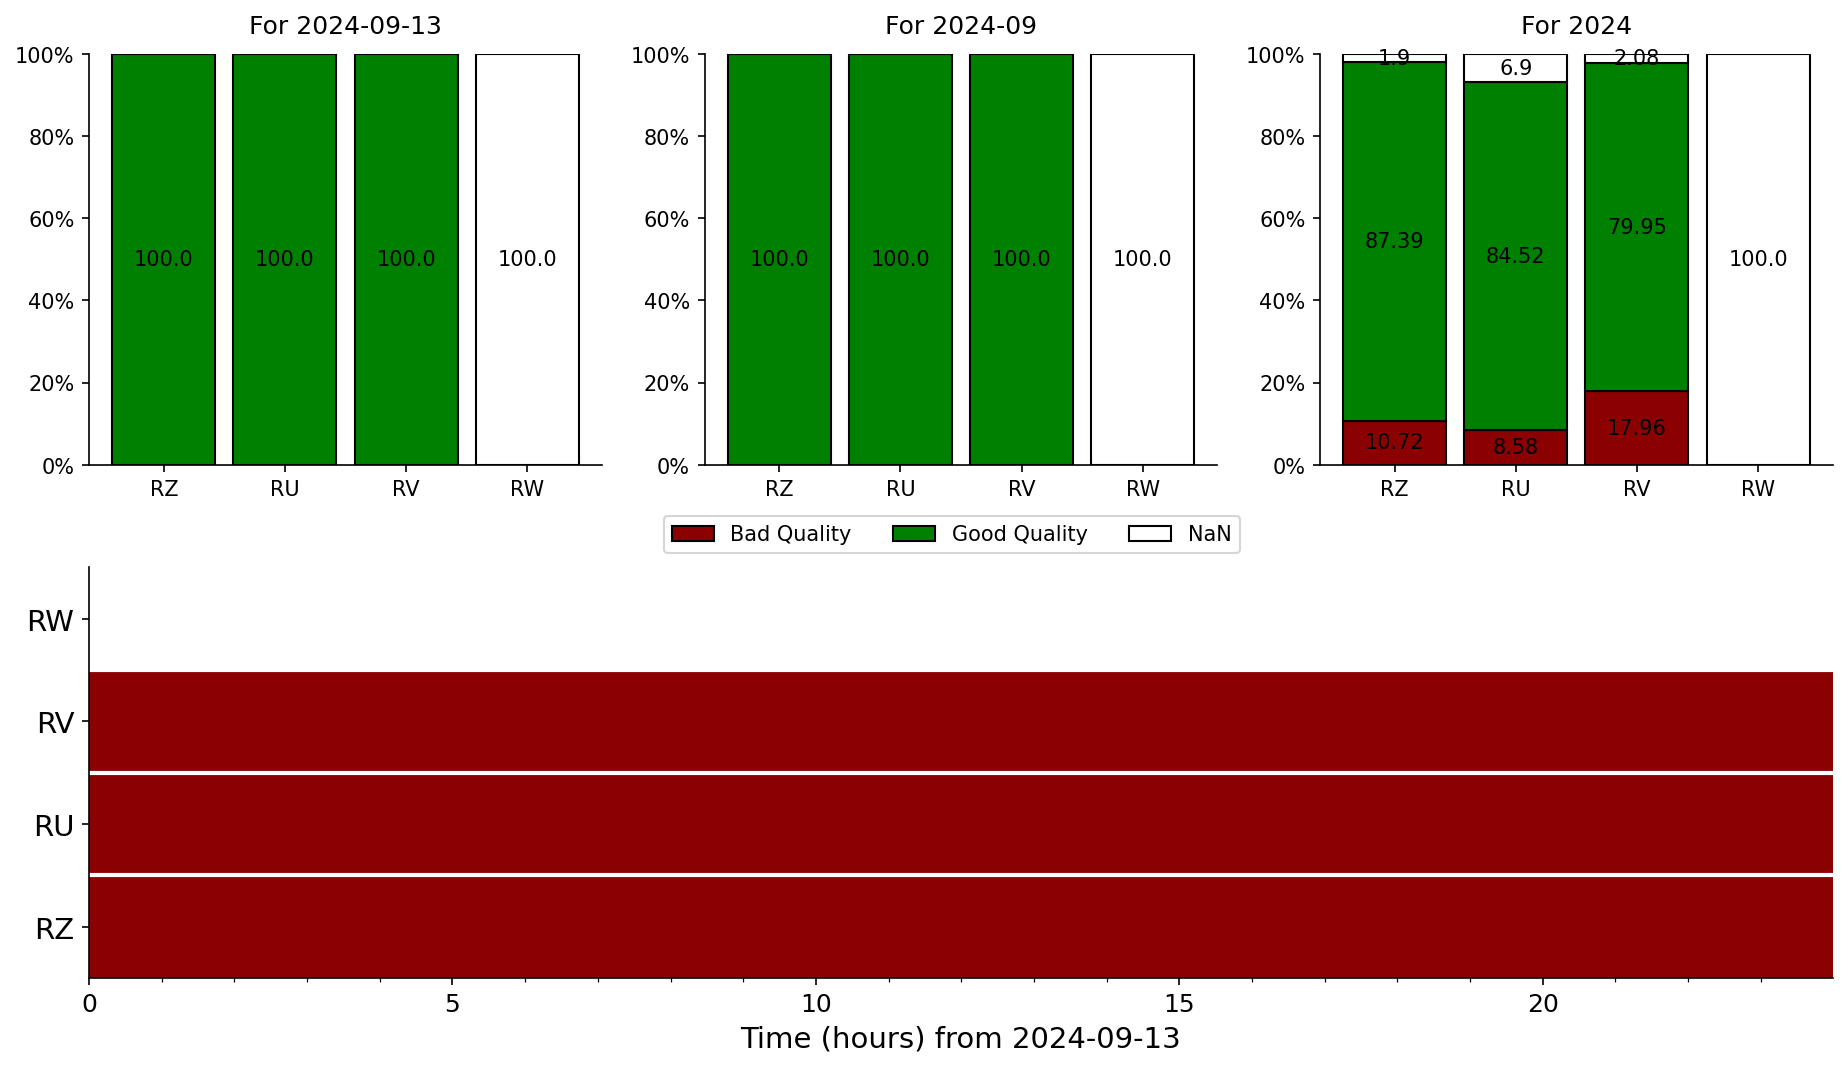 For 2024-09-13
For 2024-09
For 2024
100%
80%
60%
40%
20%
0%
100.0
100.0
100.0
100.0
RZ
RU
RV
RW
100%
80%
60%
40%
20%
0%
100.0
100.0
100.0
100.0
RZ
RU
RV
RW
100%
80%
60%
40%
20%
0%
1.9
6.9
2.08
87.39
84.52
79.95
100.0
10.72
8.58
17.96
RZ
RU
RV
RW
Bad Quality
Good Quality
NaN
RW
RV
RU
RZ
0
5
10
15
20
Time (hours) from 2024-09-13